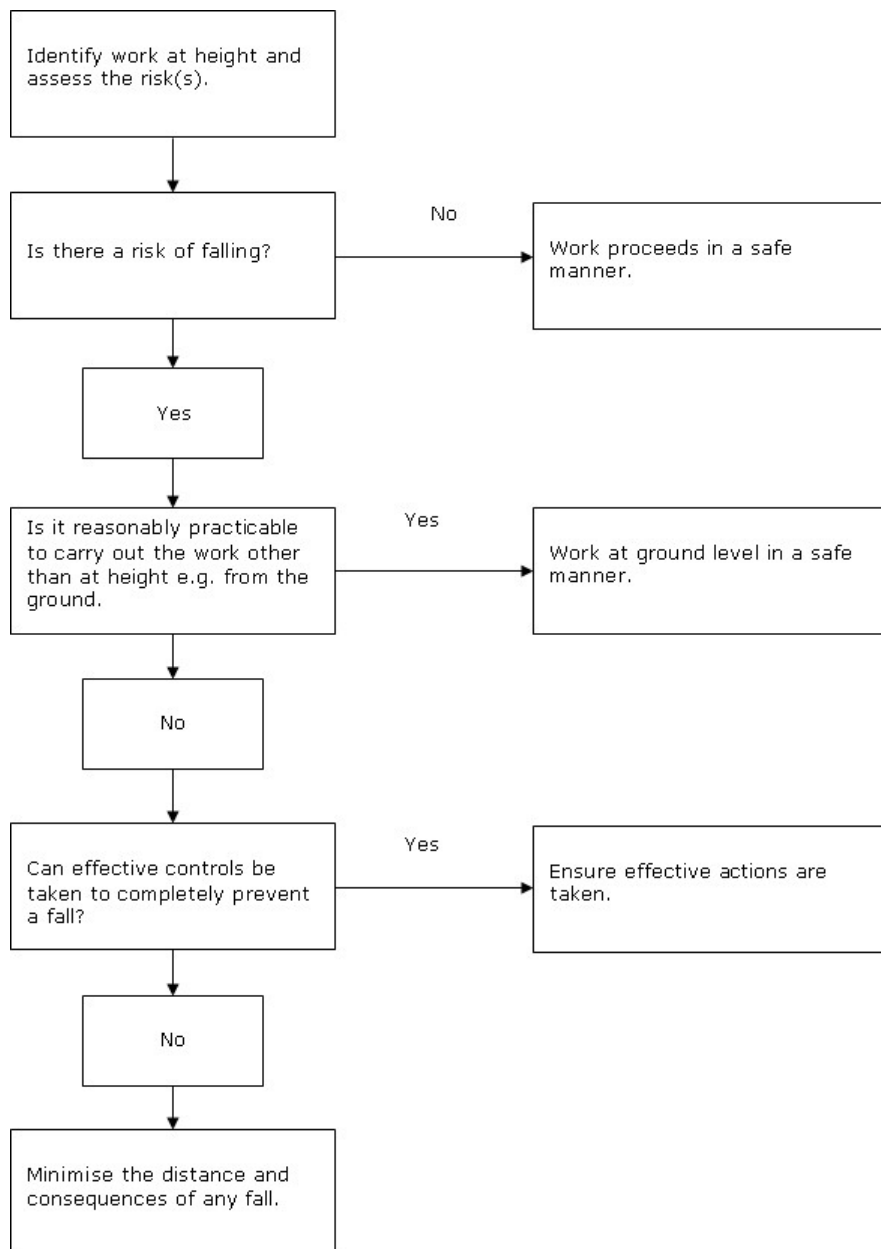 Identify work at height and
assess the risk(s).
Is there a risk of falling?
No
Work proceeds in a safe
manner.
Yes
Is it reasonably practicable
to carry out the work other
than at height e.g. from the
ground.
Yes
Work at ground level in a safe
manner.
No
Can effective controls be
taken to completely prevent
a fall?
Yes
Ensure effective actions are
taken.
No
Minimise the distance and
consequences of any fall.